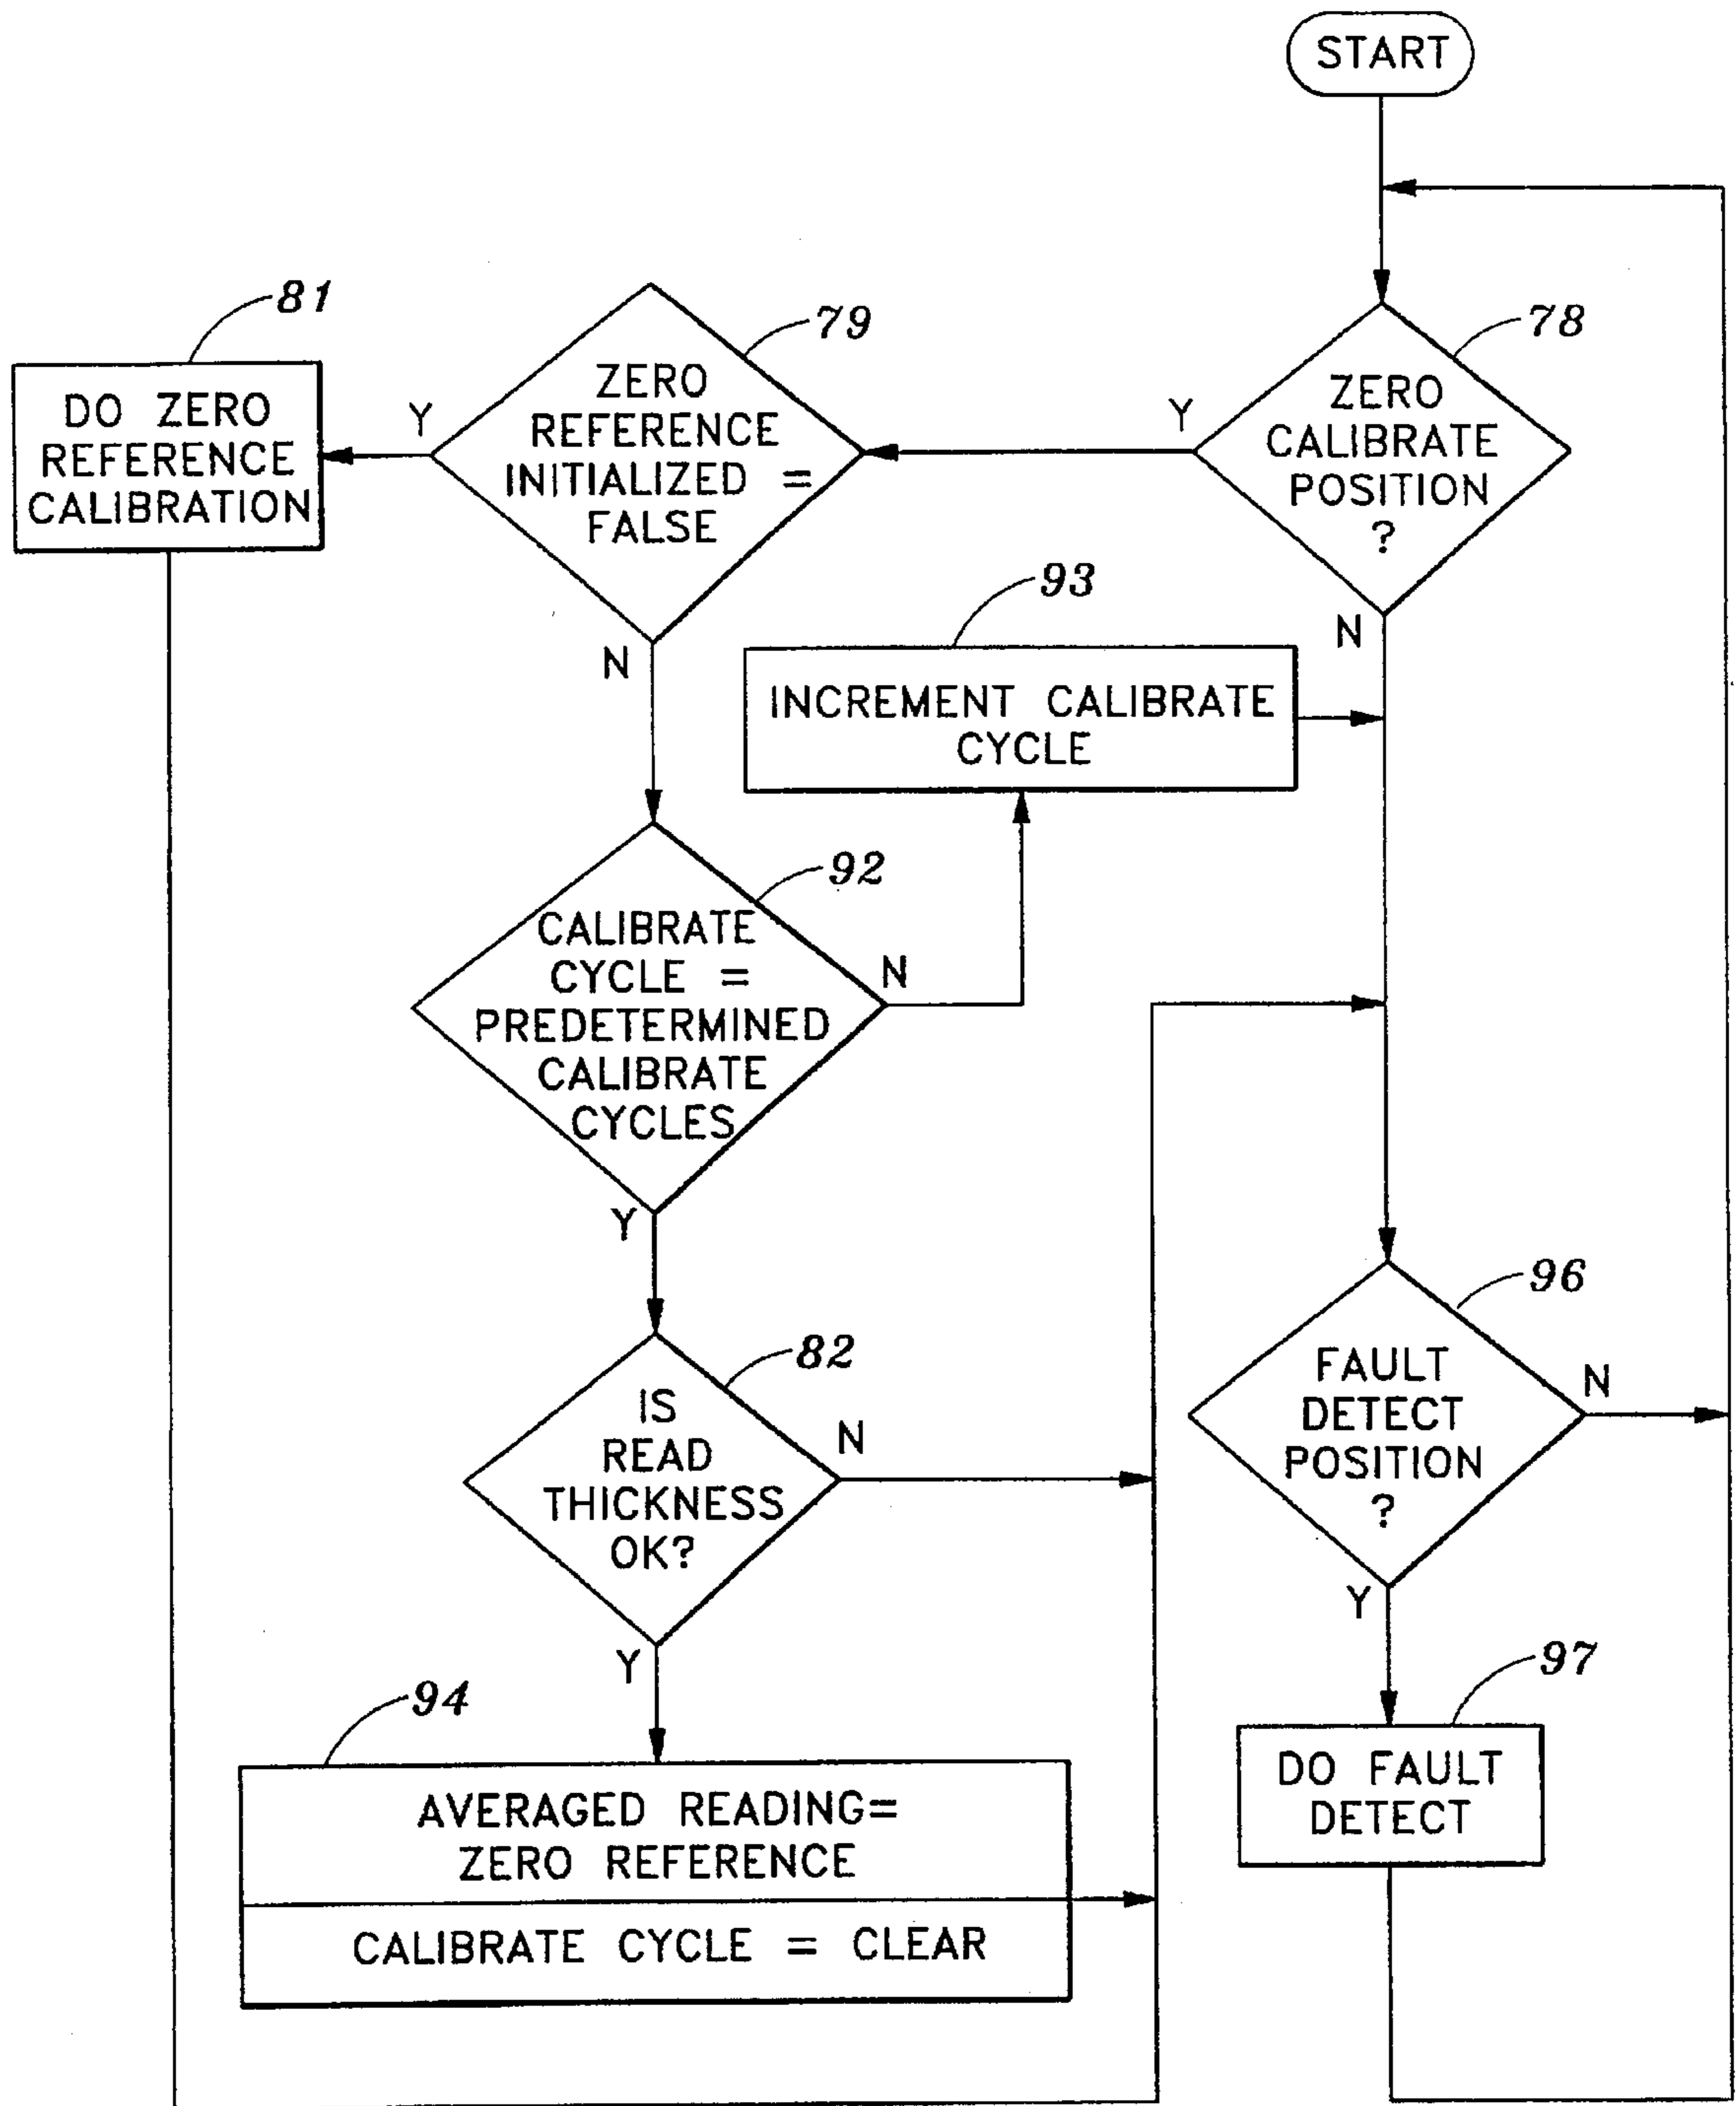 START
81
79
78
DO ZERO
REFERENCE
CALIBRATION
Y
ZERO
REFERENCE
INITIALIZED =
FALSE
Y
ZERO
CALIBRATE
POSITION
?
N
N
93
INCREMENT CALIBRATE
CYCLE
92
CALIBRATE
CYCLE =
PREDETERMINED
CALIBRATE
CYCLES
N
Y
82
IS
READ
THICKNESS
OK?
N
Y
96
FAULT
DETECT
POSITION
?
N
Y
94
AVERAGED READING=
ZERO REFERENCE
CALIBRATE CYCLE = CLEAR
97
DO FAULT
DETECT